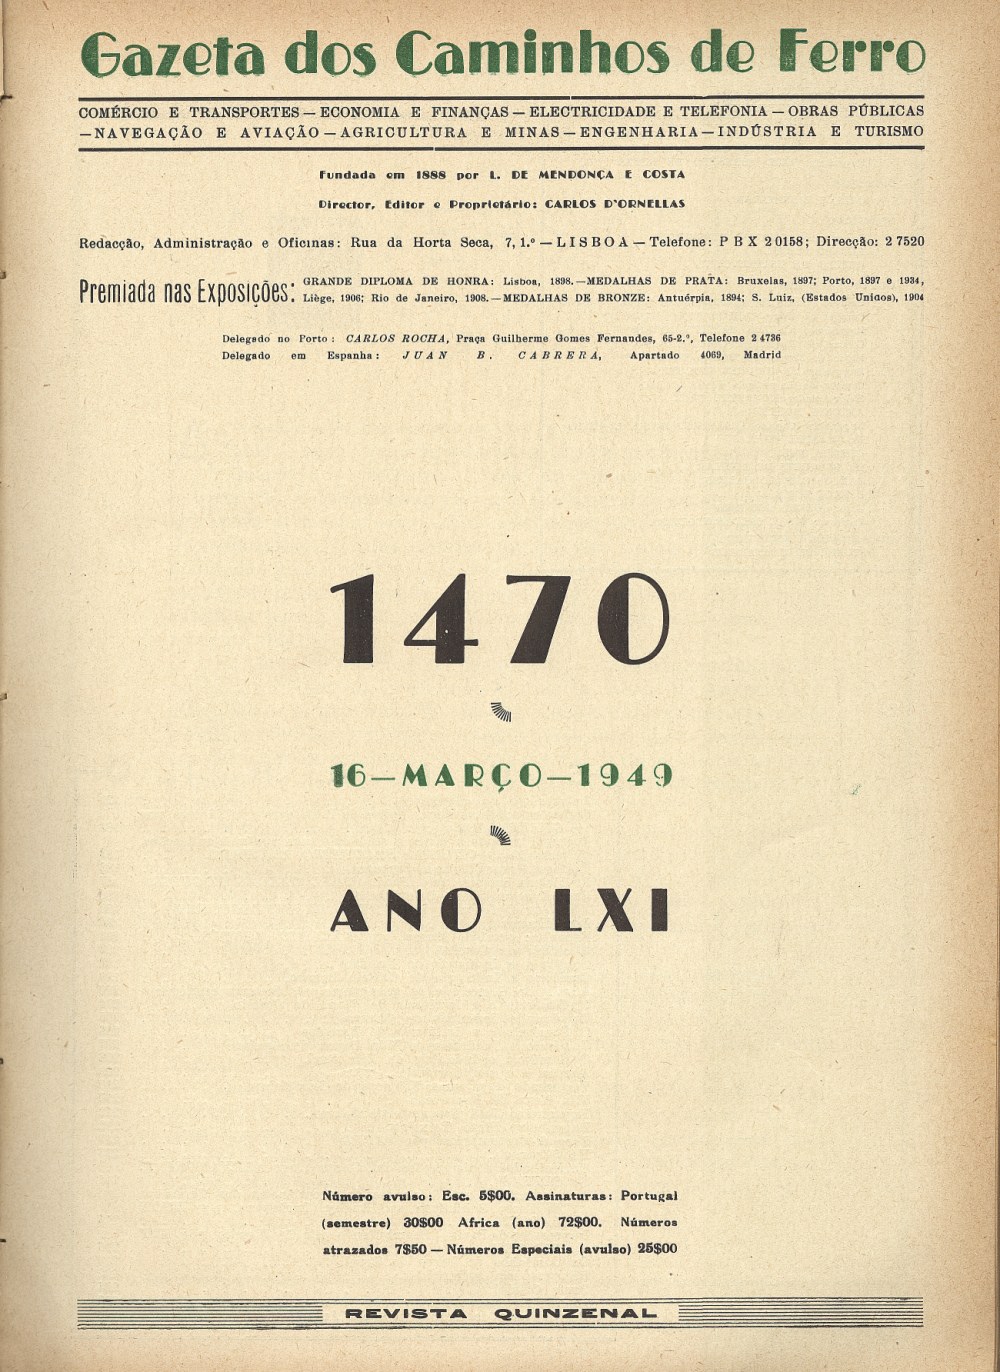 Gazeta dos Caminhos de Ferro
COMÉRCIO E TRANSPORTES — ECONOMIA E FINANÇAS — ELECTRICIDADE E TELEFONIA — OBRAS PÚBLICAS
— NAVEGAÇÃO E AVIAÇÃO — AGRICULTURA E MINAS — ENGENHARIA — INDÚSTRIA E TURISMO
Fundada em 1888 por L. DE MENDONÇA E COSTA
Director, Editor e Proprietário: CARLOS D'ORNELLAS
Redacção, Administração e Oficinas: Rua da Horta Seca, 7, 1.º — LISBOA — Telefone: P B X 2 0158; Direcção: 2 7520
Premiada nas Exposições:
GRANDE DIPLOMA DE HONRA: Lisboa, 1898. — MEDALHAS DE PRATA: Bruxelas, 1897; Porto, 1897 e 1934,
Liège, 1906; Rio de Janeiro, 1908. — MEDALHAS DE BRONZE: Antuérpia, 1894; S. Luiz, (Estados Unidos), 1904
Delegado no Porto: CARLOS ROCHA, Praça Guilherme Gomes Fernandes, 65-2.º, Telefone 2 4736
Delegado em Espanha: JUAN B. CABRERA, Apartado 4069, Madrid
1470
16—MARÇO—1949
ANO LXI
Número avulso: Esc. 5$00. Assinaturas: Portugal
(semestre) 30$00 Africa (ano) 72$00. Números
atrazados 7$50 — Números Especiais (avulso) 25$00
REVISTA QUINZENAL